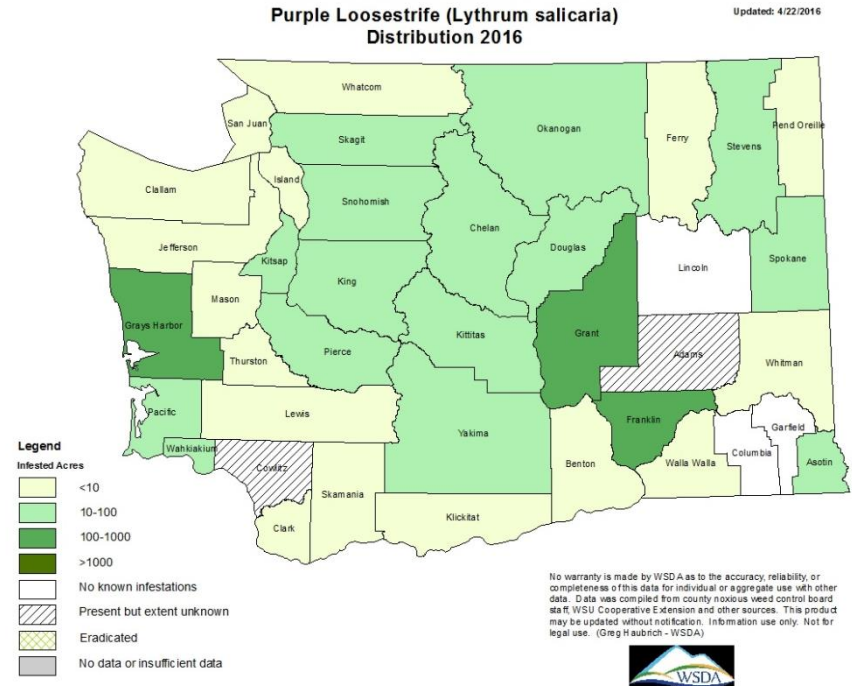 Purple Loosestrife (Lythrum salicaria)
Distribution 2016
Updated: 4/22/2016
Whatcom
San Juan
Skagit
Okanogan
Ferry
Stevens
Pend Oreille
Clallam
Island
Snohomish
Chelan
Jefferson
Kitsap
Douglas
Lincoln
Spokane
King
Mason
Grays Harbor
Grant
Kittitas
Pierce
Thurston
Adams
Whitman
Pacific
Lewis
Yakima
Franklin
Garfield
Wahkiakium
Cowlitz
Benton
Walla Walla
Columbia
Asotin
Skamania
Klickitat
Clark
Legend
Infested Acres
<10
10-100
100-1000
>1000
No known infestations
Present but extent unknown
Eradicated
No data or insufficient data
No warranty is made by WSDA as to the accuracy, reliability, or
completeness of this data for individual or aggregate use with other
data. Data was compiled from county noxious weed control board
staff, WSU Cooperative Extension and other sources. This product
may be updated without notification. Information use only. Not for
legal use. (Greg Haubrich - WSDA)
WSDA